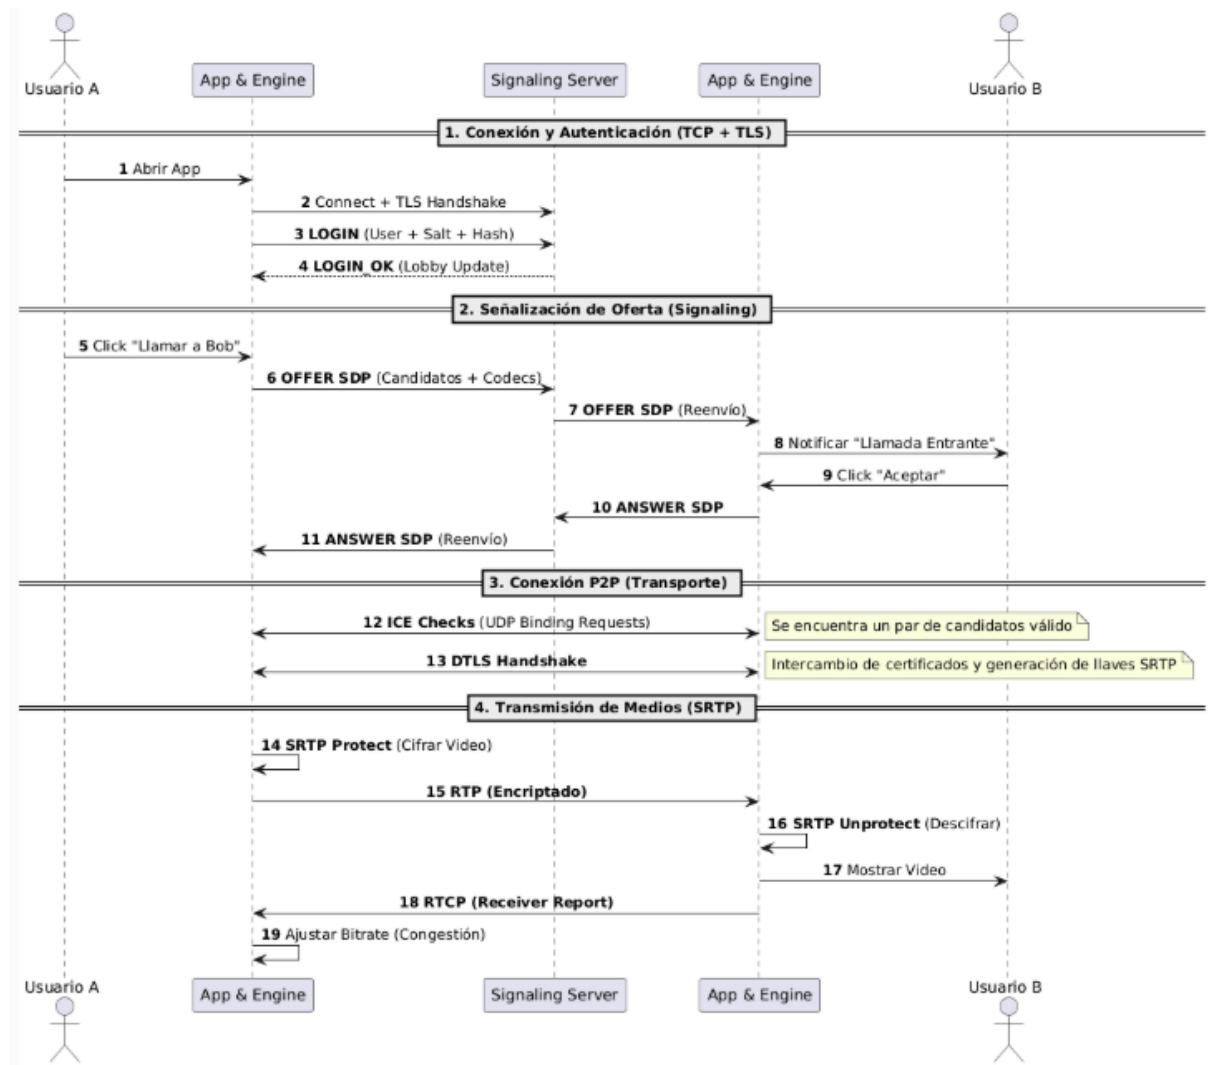 Usuario A
App & Engine
Signaling Server
App & Engine
Usuario B
1. Conexión y Autenticación (TCP + TLS)
1 Abrir App
2 Connect + TLS Handshake
3 LOGIN (User + Salt + Hash)
4 LOGIN_OK (Lobby Update)
2. Señalización de Oferta (Signaling)
5 Click "Llamar a Bob"
6 OFFER SDP (Candidatos + Codecs)
7 OFFER SDP (Reenvío)
8 Notificar "Llamada Entrante"
9 Click "Aceptar"
10 ANSWER SDP
11 ANSWER SDP (Reenvío)
3. Conexión P2P (Transporte)
12 ICE Checks (UDP Binding Requests)
Se encuentra un par de candidatos válido
13 DTLS Handshake
Intercambio de certificados y generación de llaves SRTP
4. Transmisión de Medios (SRTP)
14 SRTP Protect (Cifrar Video)
15 RTP (Encriptado)
16 SRTP Unprotect (Descifrar)
17 Mostrar Video
18 RTCP (Receiver Report)
19 Ajustar Bitrate (Congestión)
Usuario A
App & Engine
Signaling Server
App & Engine
Usuario B